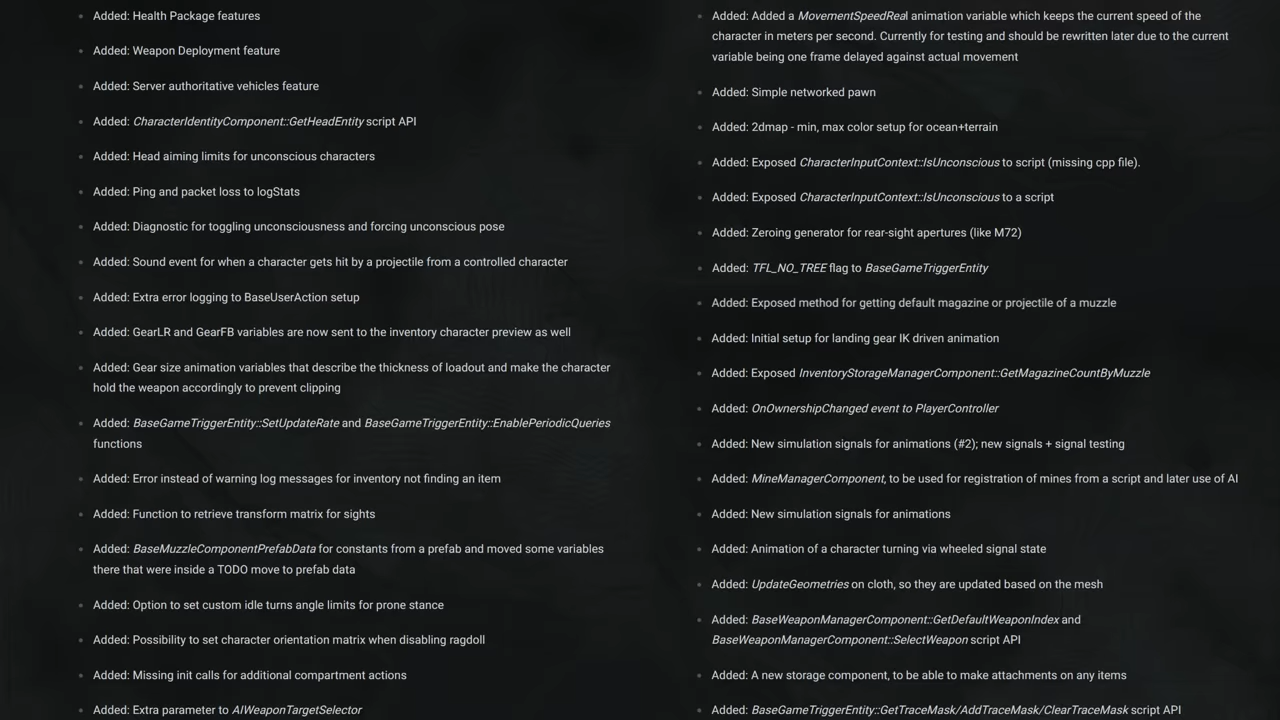 Added: Health Package features
Added: Weapon Deployment feature
Added: Server authoritative vehicles feature
Added: CharacterIdentityComponent::GetHeadEntity script API
Added: Head aiming limits for unconscious characters
Added: Ping and packet loss to logStats
Added: Diagnostic for toggling unconsciousness and forcing unconscious pose
Added: Sound event for when a character gets hit by a projectile from a controlled character
Added: Extra error logging to BaseUserAction setup
Added: GearLR and GearFB variables are now sent to the inventory character preview as well
Added: Gear size animation variables that describe the thickness of loadout and make the character
hold the weapon accordingly to prevent clipping
Added: BaseGameTriggerEntity::SetUpdateRate and BaseGameTriggerEntity::EnablePeriodicQueries
functions
Added: Error instead of warning log messages for inventory not finding an item
Added: Function to retrieve transform matrix for sights
Added: BaseMuzzleComponentPrefabData for constants from a prefab and moved some variables
there that were inside a TODO move to prefab data
Added: Option to set custom idle turns angle limits for prone stance
Added: Possibility to set character orientation matrix when disabling ragdoll
Added: Missing init calls for additional compartment actions
Added: Extra parameter to AIWeaponTargetSelector
Added: Added a MovementSpeedReal animation variable which keeps the current speed of the
character in meters per second. Currently for testing and should be rewritten later due to the current
variable being one frame delayed against actual movement
Added: Simple networked pawn
Added: 2dmap - min, max color setup for ocean+terrain
Added: Exposed CharacterInputContext::IsUnconscious to script (missing cpp file).
Added: Exposed CharacterInputContext::IsUnconscious to a script
Added: Zeroing generator for rear-sight apertures (like M72)
Added: TFL_NO_TREE flag to BaseGameTriggerEntity
Added: Exposed method for getting default magazine or projectile of a muzzle
Added: Initial setup for landing gear IK driven animation
Added: Exposed InventoryStorageManagerComponent::GetMagazineCountByMuzzle
Added: OnOwnershipChanged event to PlayerController
Added: New simulation signals for animations (#2); new signals + signal testing
Added: MineManagerComponent, to be used for registration of mines from a script and later use of AI
Added: New simulation signals for animations
Added: Animation of a character turning via wheeled signal state
Added: UpdateGeometries on cloth, so they are updated based on the mesh
Added: BaseWeaponManagerComponent::GetDefaultWeaponIndex and
BaseWeaponManagerComponent::SelectWeapon script API
Added: A new storage component, to be able to make attachments on any items
Added: BaseGameTriggerEntity::GetTraceMask/AddTraceMask/ClearTraceMask script API